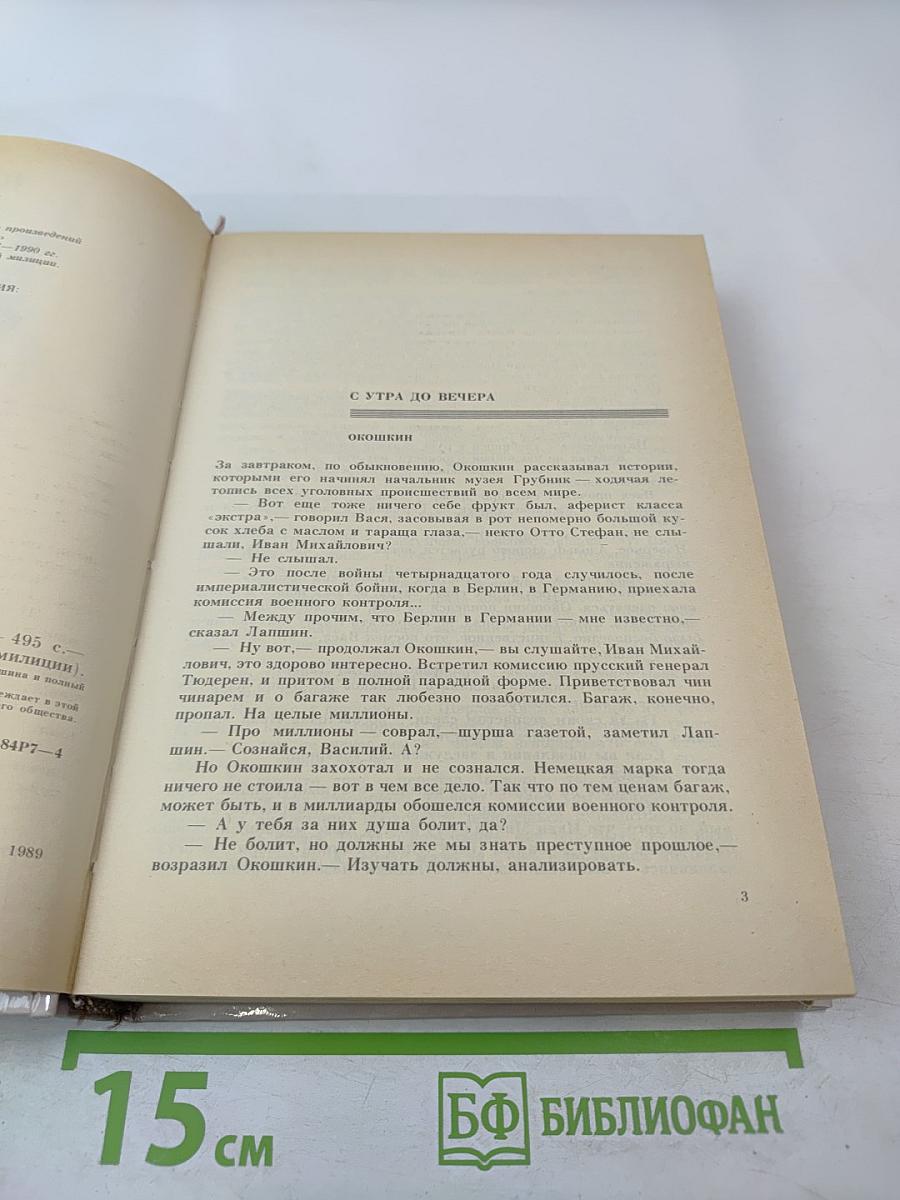 произведений
—1990 гг.
милиции.
ИЯ:
495 с.—
милиции).
шина и полный
ждает в этой
его общества.
84Р7—4
1989
С УТРА ДО ВЕЧЕРА
ОКОШКИН
За завтраком, по обыкновению, Окошкин рассказывал истории,
которыми его начинял начальник музея Грубник — ходячая ле-
топись всех уголовных происшествий во всем мире.
— Вот еще тоже ничего себе фрукт был, аферист класса
«экстра»,— говорил Вася, засовывая в рот непомерно большой ку-
сок хлеба с маслом и тараща глаза,— некто Отто Стефан, не слы-
шали, Иван Михайлович?
— Не слышал.
— Это после войны четырнадцатого года случилось, после
империалистической бойни, когда в Берлин, в Германию, приехала
комиссия военного контроля...
— Между прочим, что Берлин в Германии — мне известно,—
сказал Лапшин.
— Ну вот,— продолжал Окошкин,— вы слушайте, Иван Михай-
лович, это здорово интересно. Встретил комиссию прусский генерал
Тюдерен, и притом в полной парадной форме. Приветствовал чин
чинарем и о багаже так любезно позаботился. Багаж, конечно,
пропал. На целые миллионы.
— Про миллионы — соврал,—шурша газетой, заметил Лап-
шин.— Сознайся, Василий. А?
Но Окошкин захохотал и не сознался. Немецкая марка тогда
ничего не стоила — вот в чем все дело. Так что по тем ценам багаж,
может быть, и в миллиарды обошелся комиссии военного контроля.
— А у тебя за них душа болит, да?
— Не болит, но должны же мы знать преступное прошлое,—
возразил Окошкин.— Изучать должны, анализировать.
3
15 см
БФ БИБЛИОФАН